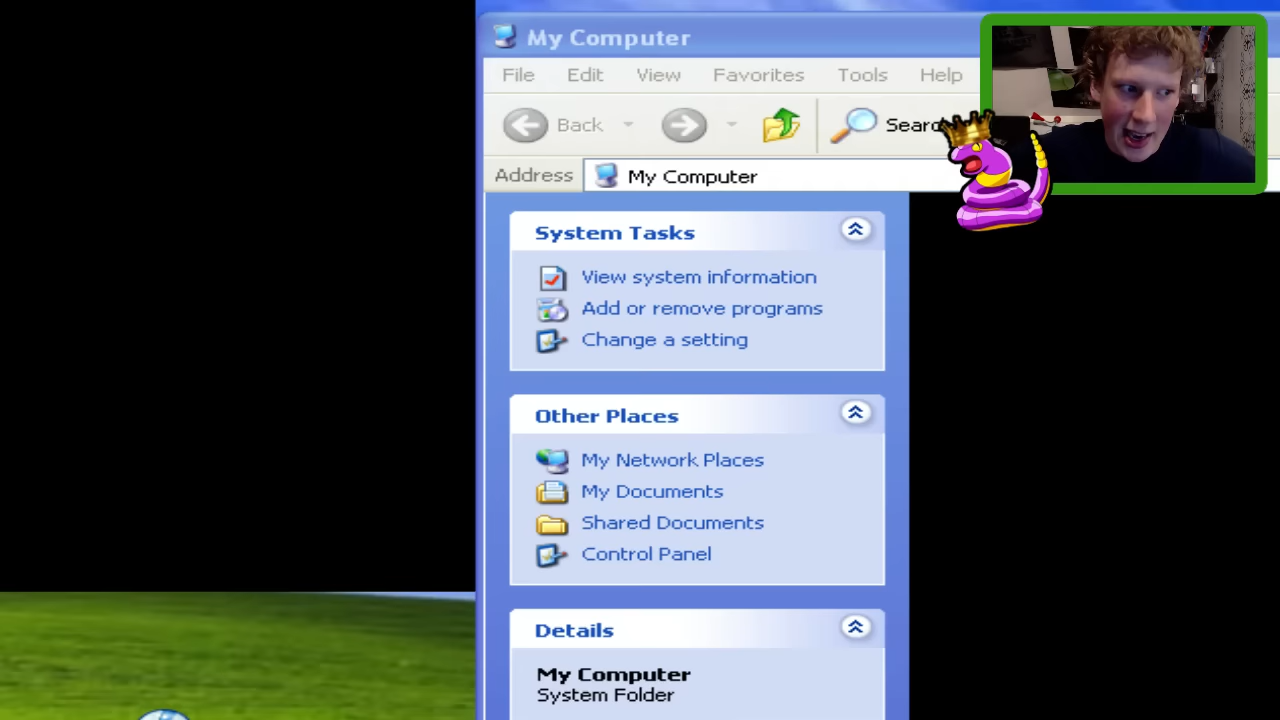 My Computer
File Edit View Favorites Tools Help
Back Search
Address My Computer
System Tasks
View system information
Add or remove programs
Change a setting
Other Places
My Network Places
My Documents
Shared Documents
Control Panel
Details
My Computer
System Folder